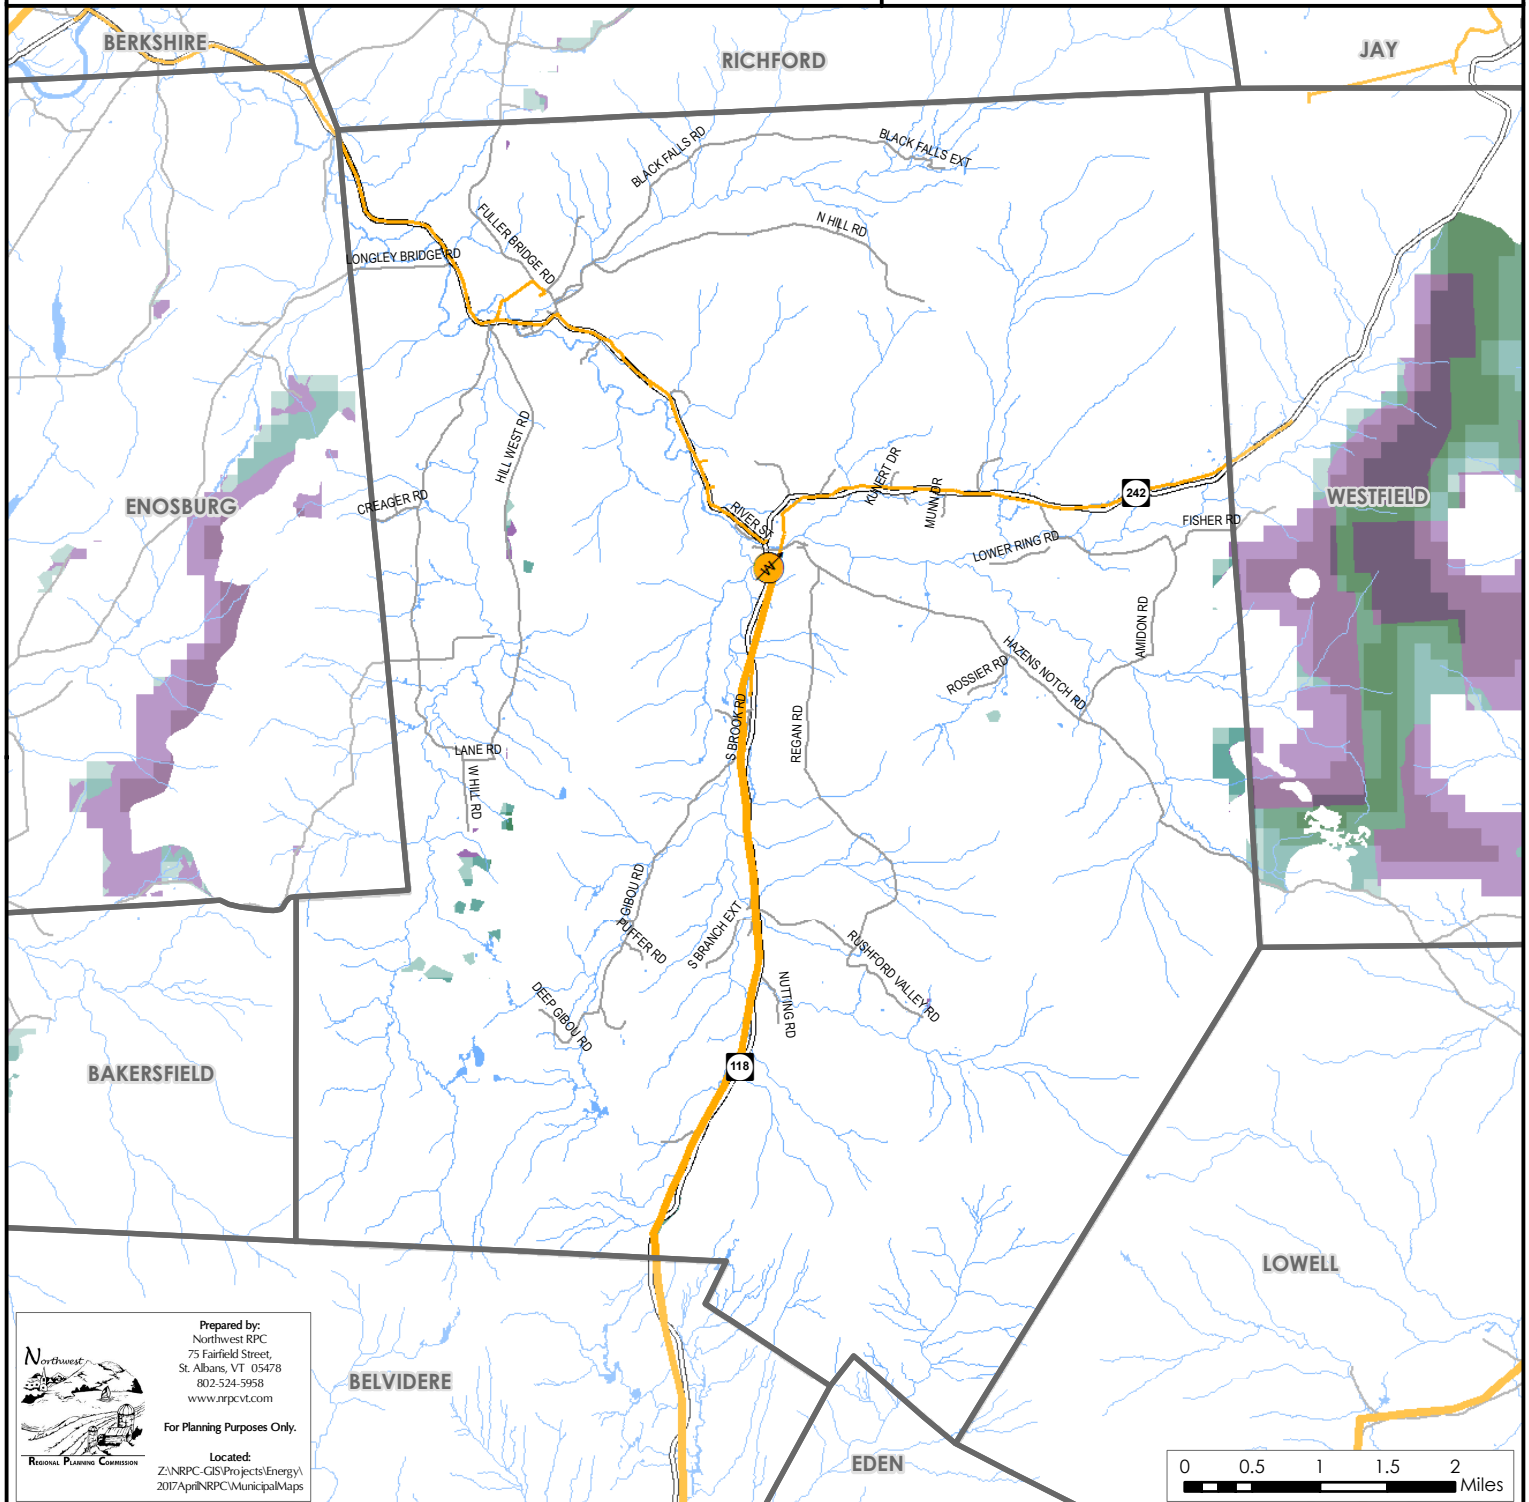 BERKSHIRE
RICHFORD
JAY
BLACK FALLS RD
BLACK FALLS EXT
FULLER BRIDGE RD
N HILL RD
LONGLEY BRIDGE RD
HILL WEST RD
CREAGER RD
ENOSBURG
KUNERT DR
MUNN DR
242
WESTFIELD
RIVER ST
FISHER RD
LOWER RING RD
W
AMIDON RD
HAZENS NOTCH RD
ROSSIER RD
S BROOK RD
REGAN RD
LANE RD
W HILL RD
GIBOU RD
PUFFER RD
S BRANCH EXT
RUSHFORD VALLEY RD
NUTTING RD
DEEP GIBOU RD
118
BAKERSFIELD
LOWELL
BELVIDERE
EDEN
Northwest
REGIONAL PLANNING COMMISSION
Prepared by:
Northwest RPC
75 Fairfield Street,
St. Albans, VT 05478
802-524-5958
www.nrpcvt.com
For Planning Purposes Only.
Located:
Z:\NRPC-GIS\Projects\Energy\
2017AprilNRPC\MunicipalMaps
0 0.5 1 1.5 2
Miles